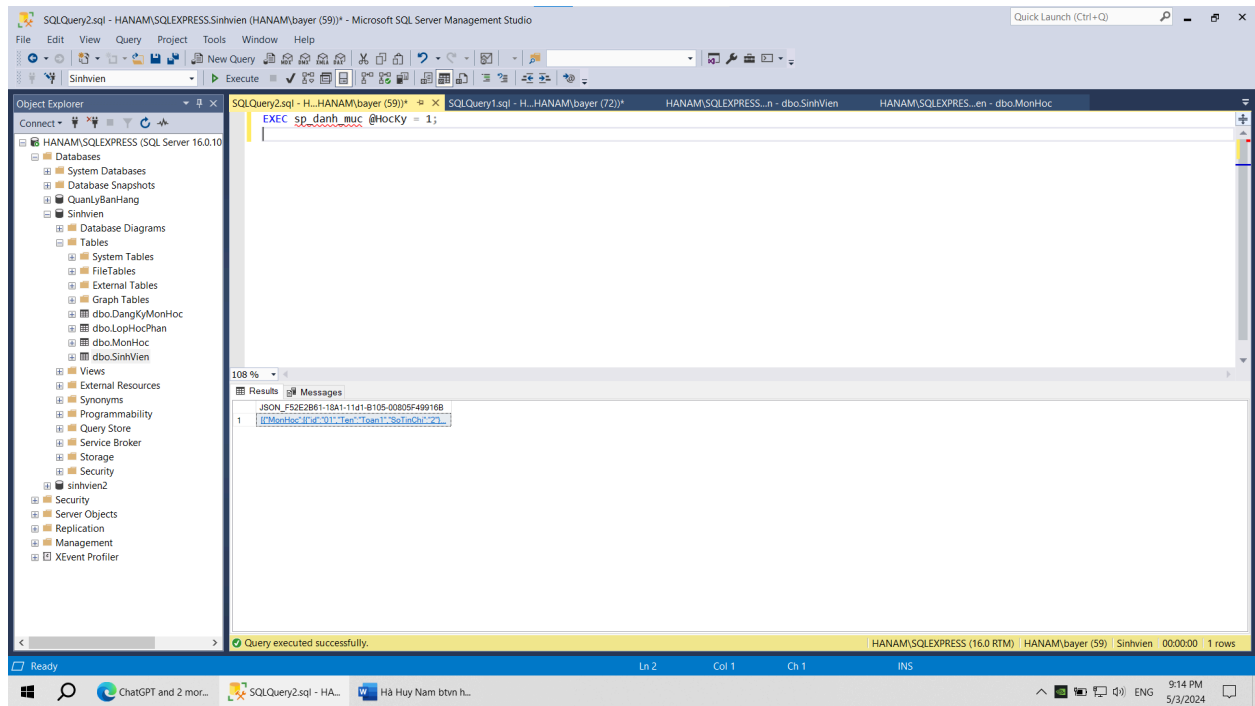 SQLQuery2.sql - HANAM\SQLEXPRESS.Sinhvien (HANAM\bayer (59))* - Microsoft SQL Server Management Studio
Quick Launch (Ctrl+Q)
File Edit View Query Project Tools Window Help
New Query
Sinhvien
Execute
Object Explorer
SQLQuery2.sql - H...HANAM\bayer (59))*
SQLQuery1.sql - H...HANAM\bayer (72))*
HANAM\SQLEXPRESS...n - dbo.SinhVien
HANAM\SQLEXPRES...en - dbo.MonHoc
Connect
EXEC sp_danh_muc @HocKy = 1;
HANAM\SQLEXPRESS (SQL Server 16.0.10
Databases
System Databases
Database Snapshots
QuanLyBanHang
Sinhvien
Database Diagrams
Tables
System Tables
FileTables
External Tables
Graph Tables
dbo.DangKyMonHoc
dbo.LopHocPhan
dbo.MonHoc
dbo.SinhVien
Views
External Resources
Synonyms
Programmability
Query Store
Service Broker
Storage
Security
sinhvien2
Security
Server Objects
Replication
Management
XEvent Profiler
108 %
Results Messages
JSON_F52E2B61-18A1-11d1-B105-00805F49916B
1 [{"MonHoc":[{"id":"01","Ten":"Toan1","SoTinChi":"2"}...
Query executed successfully.
HANAM\SQLEXPRESS (16.0 RTM) HANAM\bayer (59) Sinhvien 00:00:00 1 rows
Ready Ln 2 Col 1 Ch 1 INS
ChatGPT and 2 mor... SQLQuery2.sql - HA... Hà Huy Nam btvn h...
ENG
9:14 PM
5/3/2024